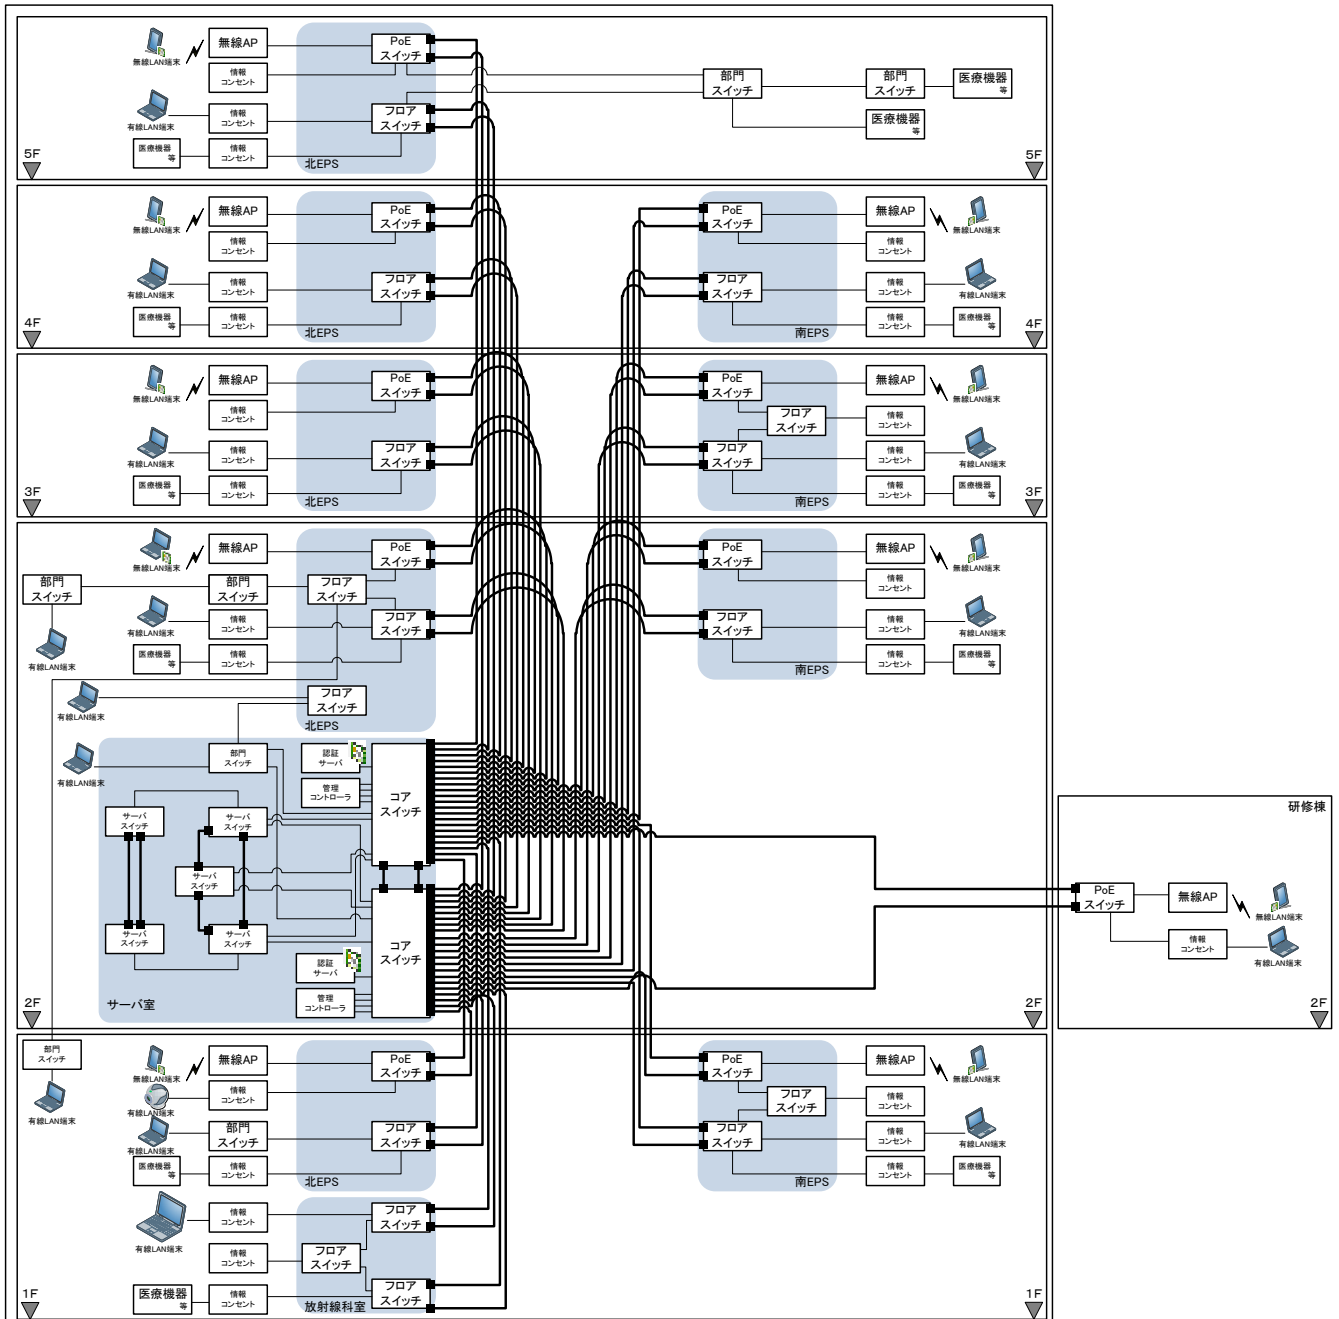 無線LAN端末
無線AP
情報
コンセント
有線LAN端末
情報
コンセント
医療機器
等
情報
コンセント
PoE
スイッチ
フロア
スイッチ
北EPS
部門
スイッチ
部門
スイッチ
医療機器
等
医療機器
等
5F
5F
無線LAN端末
無線AP
情報
コンセント
有線LAN端末
情報
コンセント
医療機器
等
情報
コンセント
PoE
スイッチ
フロア
スイッチ
北EPS
PoE
スイッチ
フロア
スイッチ
南EPS
無線AP
無線LAN端末
情報
コンセント
情報
コンセント
有線LAN端末
情報
コンセント
医療機器
等
4F
4F
無線LAN端末
無線AP
情報
コンセント
有線LAN端末
情報
コンセント
医療機器
等
情報
コンセント
PoE
スイッチ
フロア
スイッチ
北EPS
PoE
スイッチ
フロア
スイッチ
フロア
スイッチ
南EPS
無線AP
無線LAN端末
情報
コンセント
情報
コンセント
有線LAN端末
情報
コンセント
医療機器
等
3F
3F
無線LAN端末
無線AP
部門
スイッチ
部門
スイッチ
フロア
スイッチ
PoE
スイッチ
有線LAN端末
情報
コンセント
フロア
スイッチ
有線LAN端末
医療機器
等
情報
コンセント
有線LAN端末
フロア
スイッチ
北EPS
PoE
スイッチ
フロア
スイッチ
南EPS
無線AP
無線LAN端末
情報
コンセント
情報
コンセント
有線LAN端末
情報
コンセント
医療機器
等
有線LAN端末
部門
スイッチ
認証
サーバ
管理
コントローラ
コア
スイッチ
サーバ
スイッチ
サーバ
スイッチ
サーバ
スイッチ
サーバ
スイッチ
サーバ
スイッチ
認証
サーバ
管理
コントローラ
コア
スイッチ
サーバ室
2F
2F
研修棟
PoE
スイッチ
無線AP
無線LAN端末
情報
コンセント
有線LAN端末
2F
部門
スイッチ
有線LAN端末
無線LAN端末
無線AP
情報
コンセント
有線LAN端末
部門
スイッチ
有線LAN端末
医療機器
等
情報
コンセント
PoE
スイッチ
フロア
スイッチ
北EPS
PoE
スイッチ
フロア
スイッチ
フロア
スイッチ
南EPS
無線AP
無線LAN端末
情報
コンセント
情報
コンセント
有線LAN端末
情報
コンセント
医療機器
等
有線LAN端末
情報
コンセント
フロア
スイッチ
情報
コンセント
フロア
スイッチ
医療機器
等
情報
コンセント
フロア
スイッチ
放射線科室
1F
1F